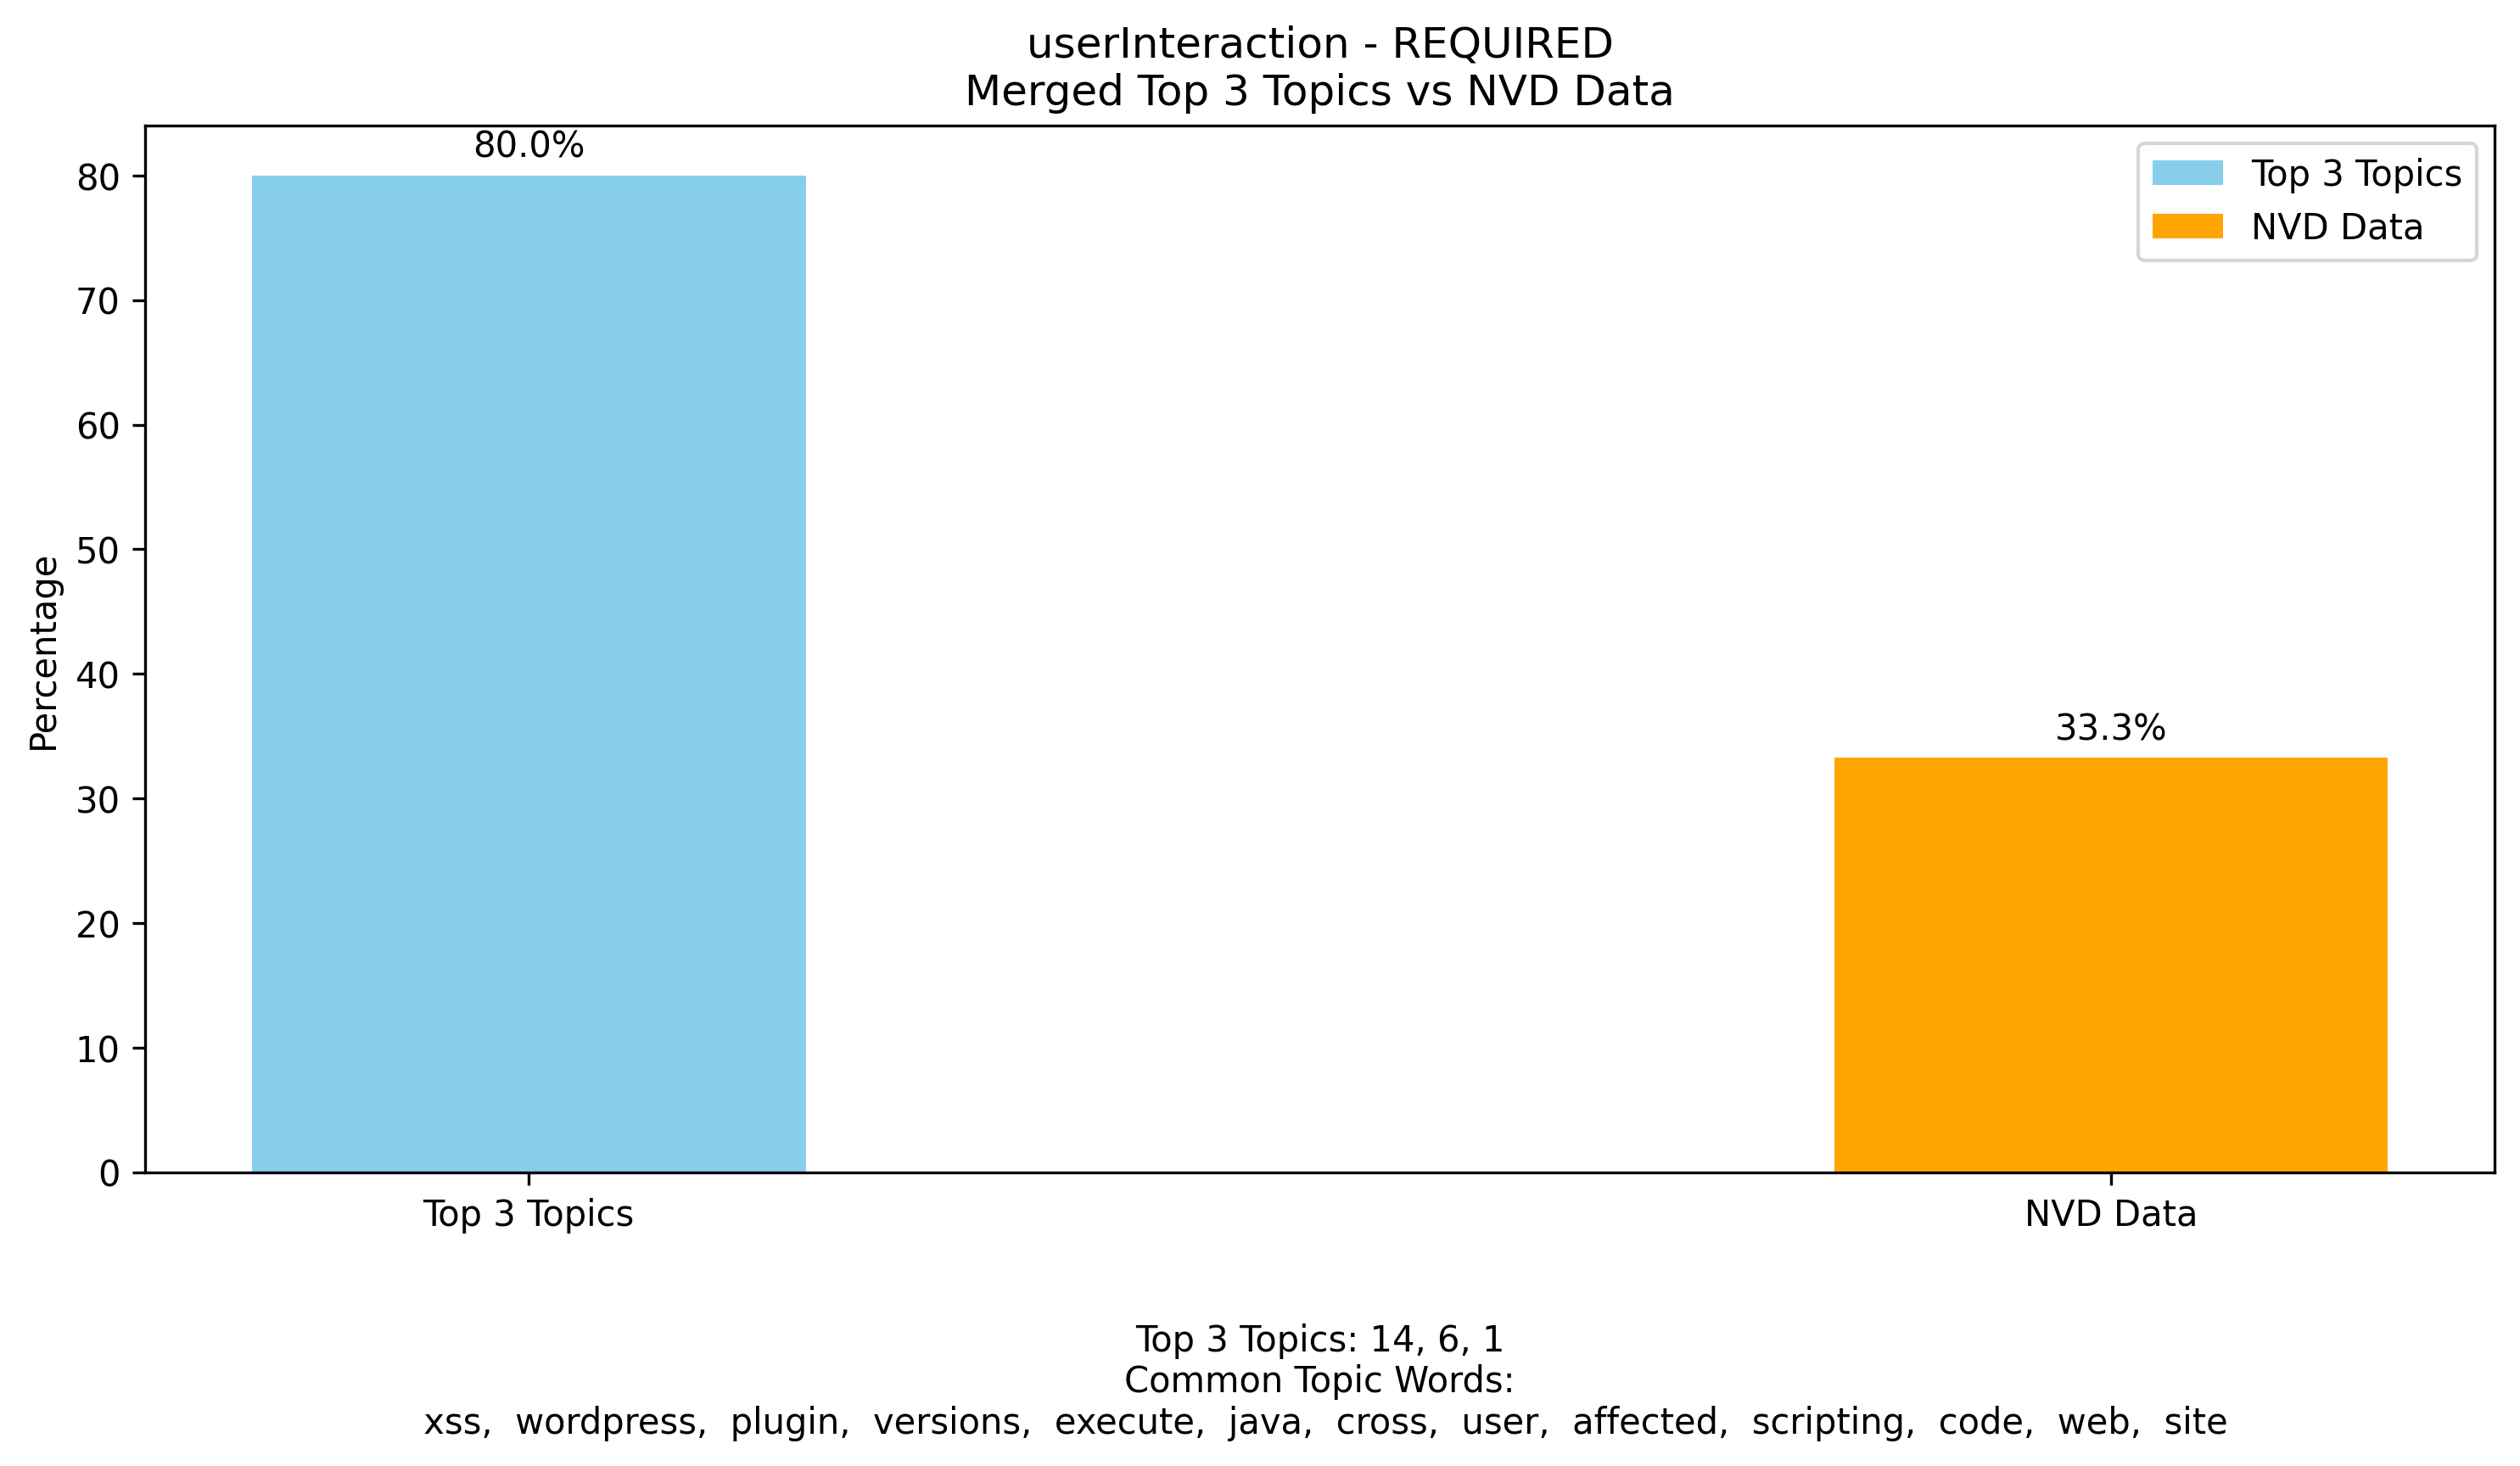 userInteraction - REQUIRED
Merged Top 3 Topics vs NVD Data
80.0%
Top 3 Topics
NVD Data
80
70
60
50
40
30
20
10
0
Percentage
33.3%
Top 3 Topics
NVD Data
Top 3 Topics: 14, 6, 1
Common Topic Words:
xss, wordpress, plugin, versions, execute, java, cross, user, affected, scripting, code, web, site